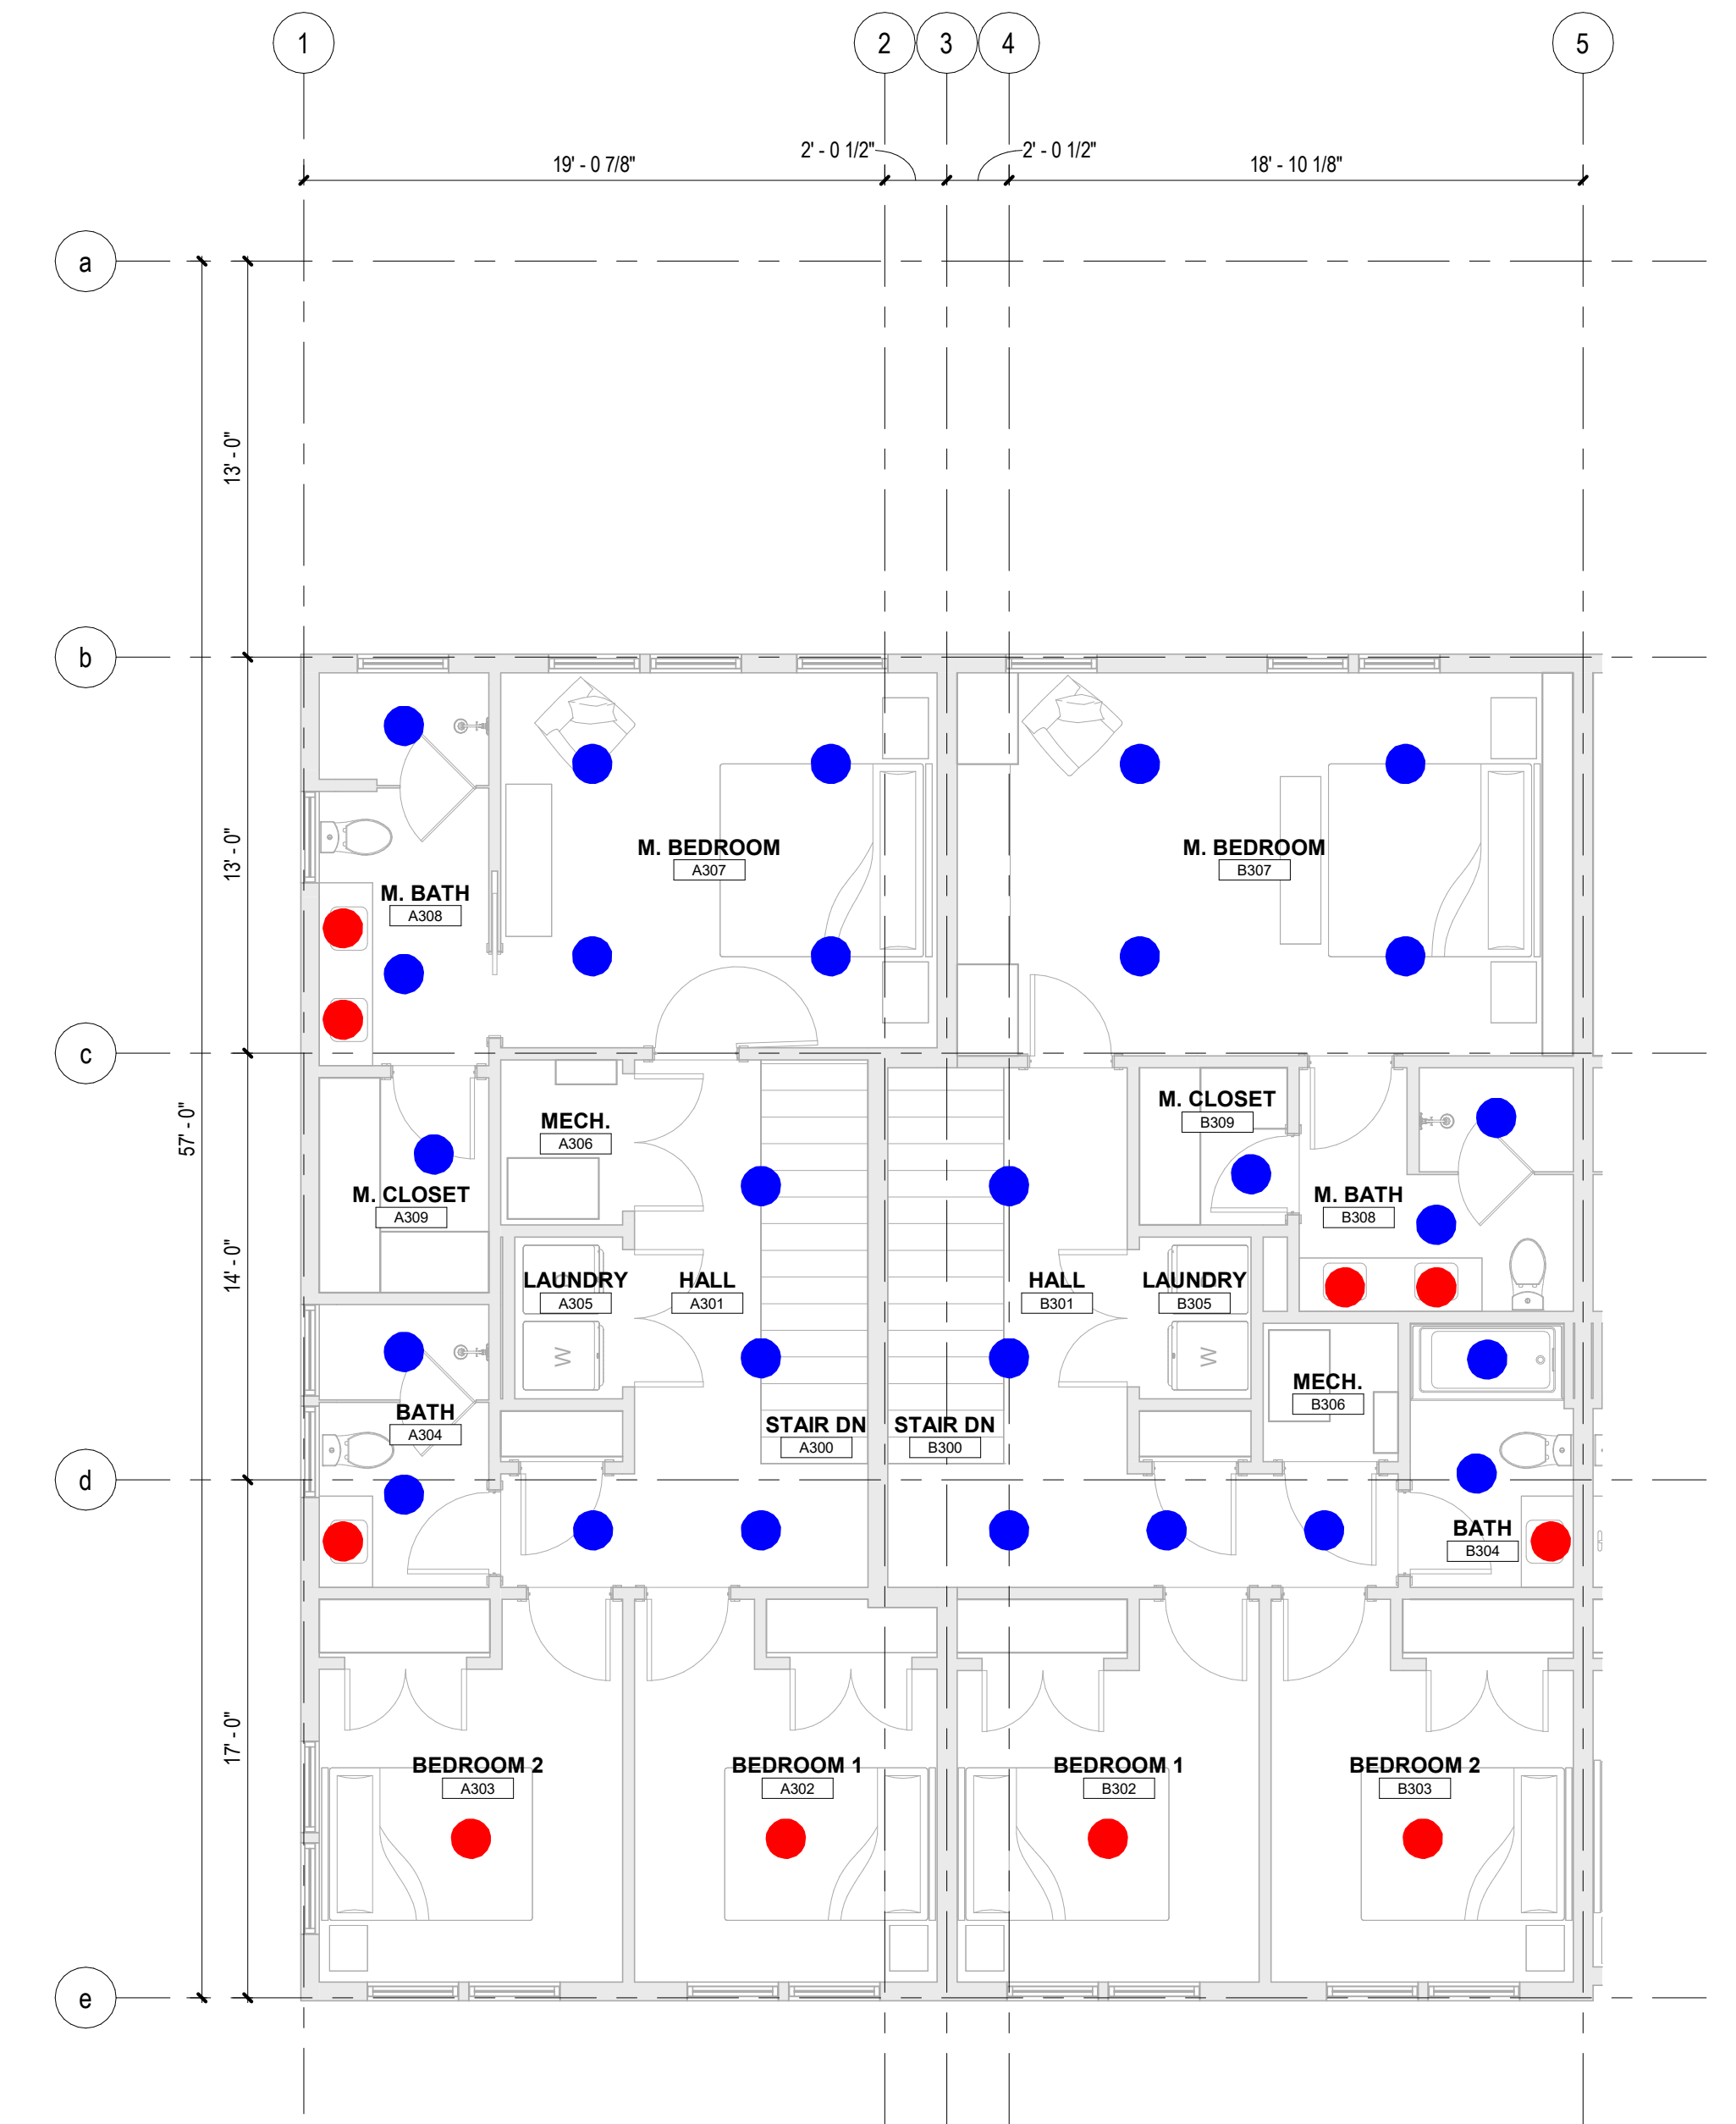 1
2
3
4
5
19' - 0 7/8"
2' - 0 1/2"
2' - 0 1/2"
18' - 10 1/8"
a
13' - 0"
b
13' - 0"
M. BEDROOM
A307
M. BEDROOM
B307
M. BATH
A308
c
57' - 0"
14' - 0"
MECH.
A306
M. CLOSET
B309
M. CLOSET
A309
M. BATH
B308
LAUNDRY
A305
HALL
A301
HALL
B301
LAUNDRY
B305
W
W
MECH.
B306
BATH
A304
STAIR DN
A300
STAIR DN
B300
d
BATH
B304
17' - 0"
BEDROOM 2
A303
BEDROOM 1
A302
BEDROOM 1
B302
BEDROOM 2
B303
e